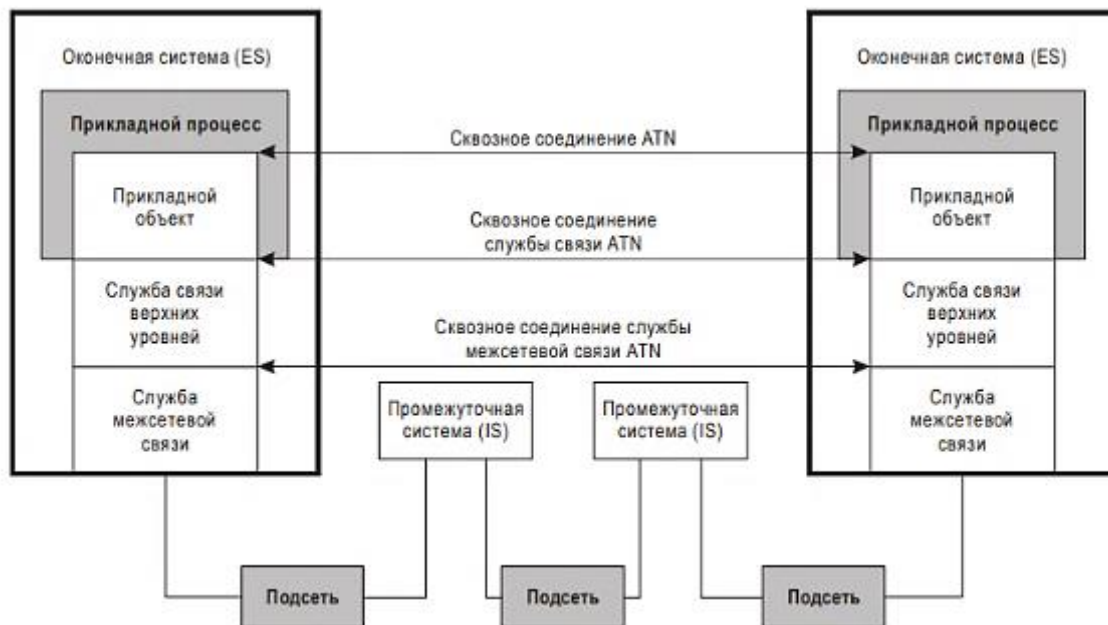 Оконечная система (ES)
Прикладной процесс
Прикладной
объект
Служба связи
верхних
уровней
Служба
межсетевой
связи
Сквозное соединение ATN
Сквозное соединение
службы связи ATN
Сквозное соединение службы
межсетевой связи ATN
Промежуточная
система (IS)
Промежуточная
система (IS)
Оконечная система (ES)
Прикладной процесс
Прикладной
объект
Служба связи
верхних
уровней
Служба
межсетевой
связи
Подсеть
Подсеть
Подсеть